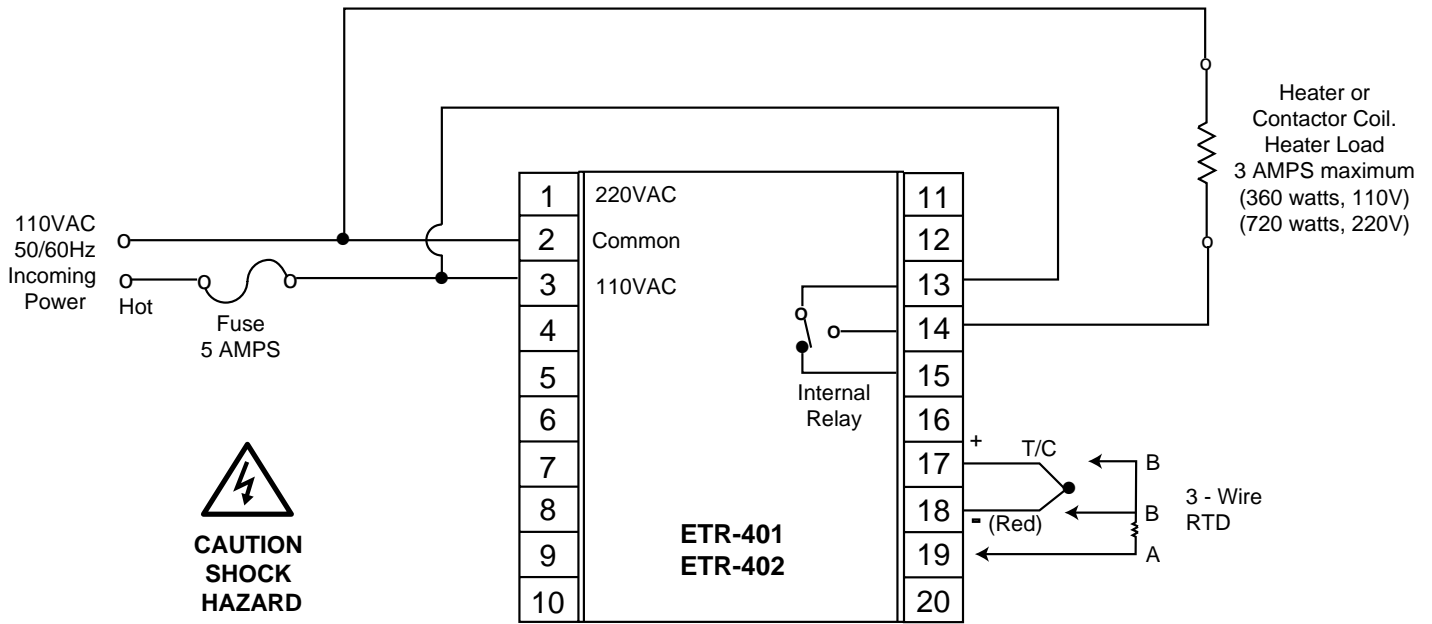 Heater or
Contactor Coil.
Heater Load
3 AMPS maximum
(360 watts, 110V)
(720 watts, 220V)
110VAC
50/60Hz
Incoming
Power
Hot
Fuse
5 AMPS
1 220VAC
2 Common
3 110VAC
4
5
6
7
8
9
10
11
12
13
14
15
16
17
18
19
20
Internal
Relay
ETR-401
ETR-402
+
T/C
- (Red)
B
B
A
3 - Wire
RTD
CAUTION
SHOCK
HAZARD